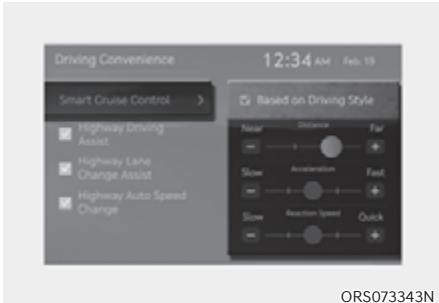 Driving Convenience
12:34 AM Feb. 19
Smart Cruise Control >
Based on Driving Style
Highway Driving
Assist
Highway Lane
Change Assist
Highway Auto Speed
Change
Near Distance Far
Slow Acceleration Fast
Slow Reaction Speed Quick
ORS073343N